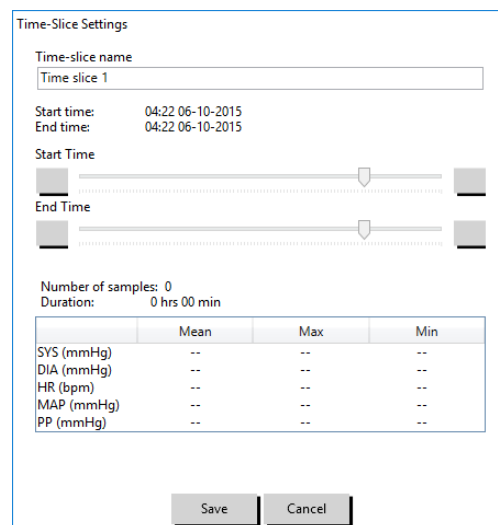 Time-Slice Settings
Time-slice name
Time slice 1
Start time: 04:22 06-10-2015
End time: 04:22 06-10-2015
Start Time
End Time
Number of samples: 0
Duration: 0 hrs 00 min
Mean Max Min
SYS (mmHg) -- -- --
DIA (mmHg) -- -- --
HR (bpm) -- -- --
MAP (mmHg) -- -- --
PP (mmHg) -- -- --
Save Cancel